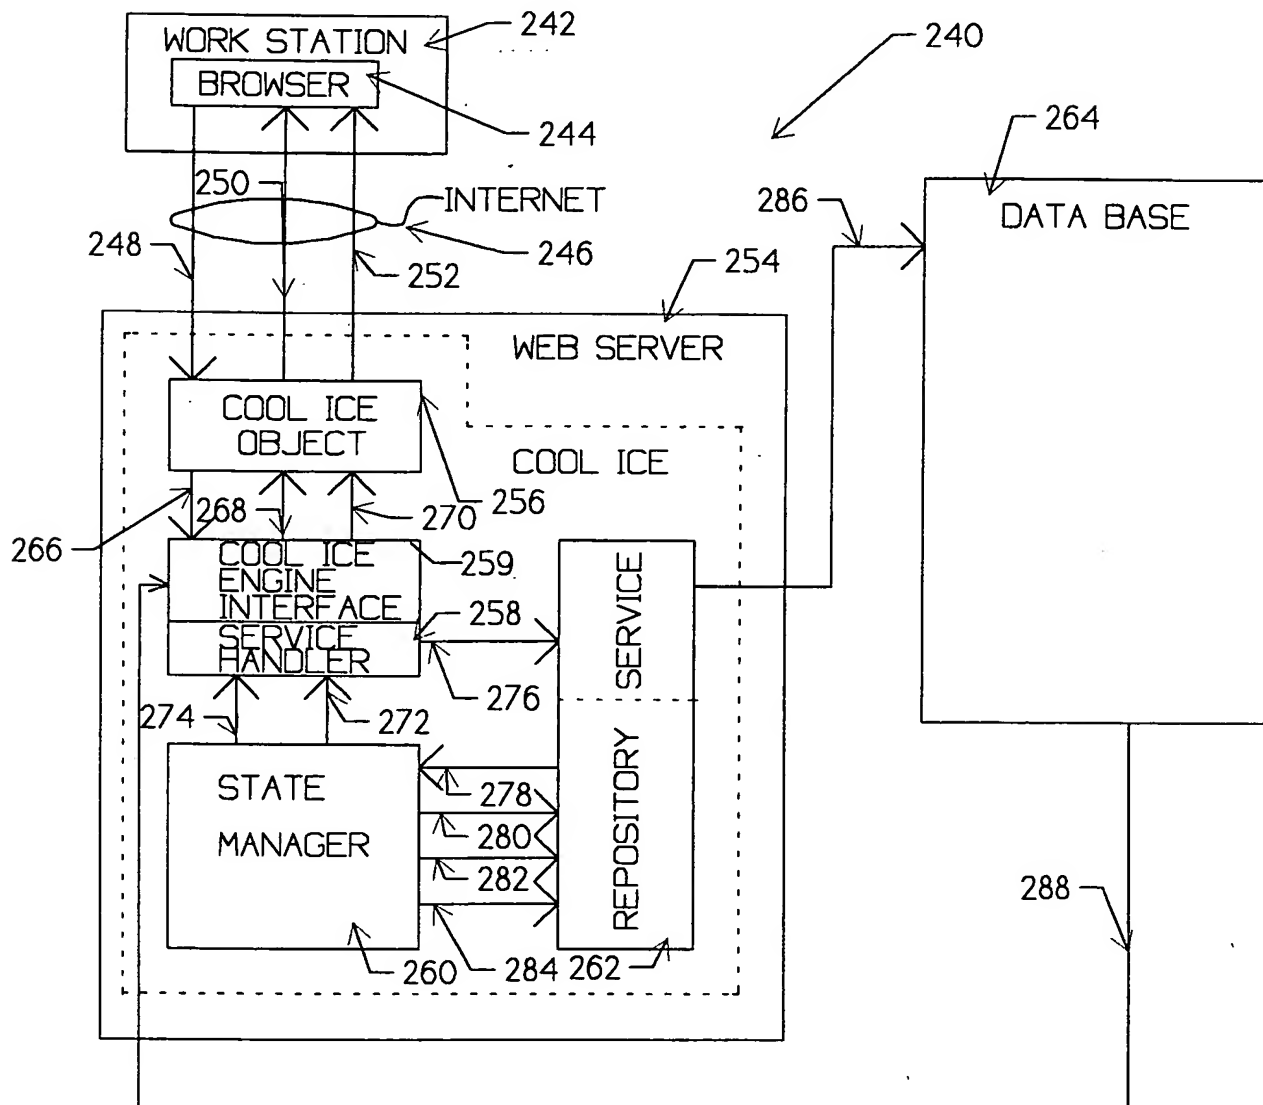 242
WORK STATION
240
BROWSER
244
264
250
INTERNET
286
DATA BASE
248
246
252
254
WEB SERVER
COOL ICE
OBJECT
COOL ICE
256
268
270
266
COOL ICE
ENGINE
INTERFACE
259
258
SERVICE
HANDLER
SERVICE
276
274
272
REPOSITORY
STATE
MANAGER
278
280
282
288
260
284
262